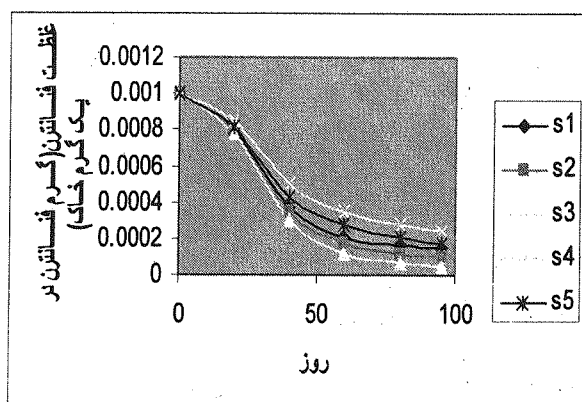 غلظت فنانترن(گرم فنانترن در
یک گرم خاک)
0.0012
0.001
0.0008
0.0006
0.0004
0.0002
0
0 50 100
روز
s1
s2
s3
s4
s5